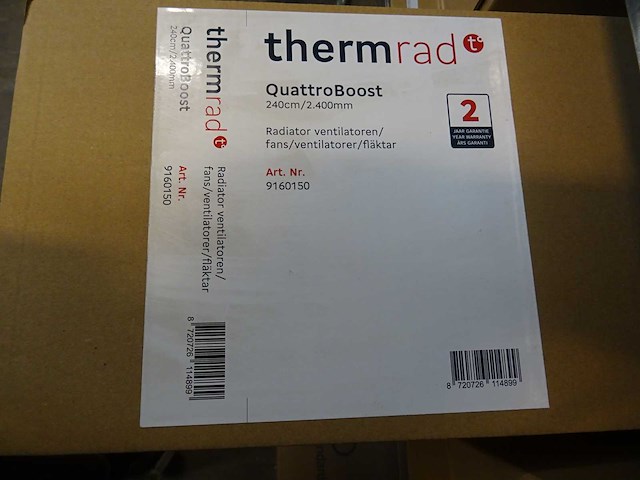 thermrad t°
QuattroBoost
240cm/2.400mm
Radiator ventilatoren/
fans/ventilatorer/fläktar
Art. Nr.
9160150
2
JAAR GARANTIE
YEAR WARRANTY
ÅRS GARANTI
8 720726 114899
thermrad t°
QuattroBoost
240cm/2.400mm
Radiator ventilatoren/
fans/ventilatorer/fläktar
Art. Nr.
9160150
8 720726 114899